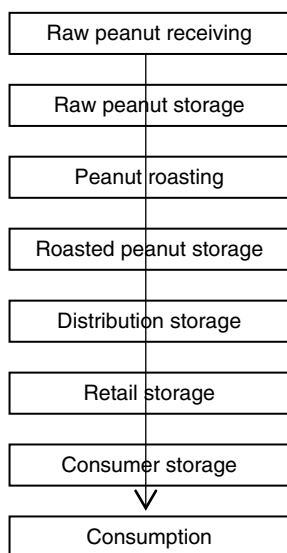 Raw peanut receiving
Raw peanut storage
Peanut roasting
Roasted peanut storage
Distribution storage
Retail storage
Consumer storage
Consumption